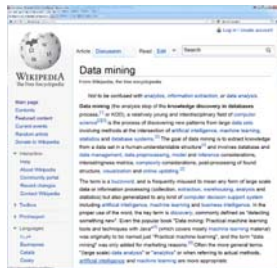 Log in / create account
Article Discussion Read Edit Search
WIKIPEDIA
The Free Encyclopedia
Data mining
From Wikipedia, the free encyclopedia
Not to be confused with analytics, information extraction, or data analysis.
Main page
Contents
Featured content
Current events
Random article
Donate to Wikipedia
Interaction
Help
About Wikipedia
Community portal
Recent changes
Contact Wikipedia
Toolbox
Languages
Català
Data mining (the analysis step of the knowledge discovery in databases
process, or KDD), a relatively young and interdisciplinary field of computer
science is the process of discovering new patterns from large data sets
involving methods at the intersection of artificial intelligence, machine learning,
statistics and database systems. The goal of data mining is to extract knowledge
from a data set in a human-understandable structure and involves database and
data management, data preprocessing, model and inference considerations,
interestingness metrics, complexity considerations, post-processing of found
structure, visualization and online updating.
The term is a buzzword, and is frequently misused to mean any form of large scale
data or information processing (collection, extraction, warehousing, analysis and
statistics) but also generalized to any kind of computer decision support system
including artificial intelligence, machine learning and business intelligence. In the
proper use of the word, the key term is discovery, commonly defined as "detecting
something new". Even the popular book "Data mining: Practical machine learning
tools and techniques with Java" (which covers mostly machine learning material)
was originally to be named just "Practical machine learning", and the term "data
mining" was only added for marketing reasons. Often the more general terms
"(large scale) data analysis" or "analytics" or when referring to actual methods,
artificial intelligence and machine learning are more appropriate.